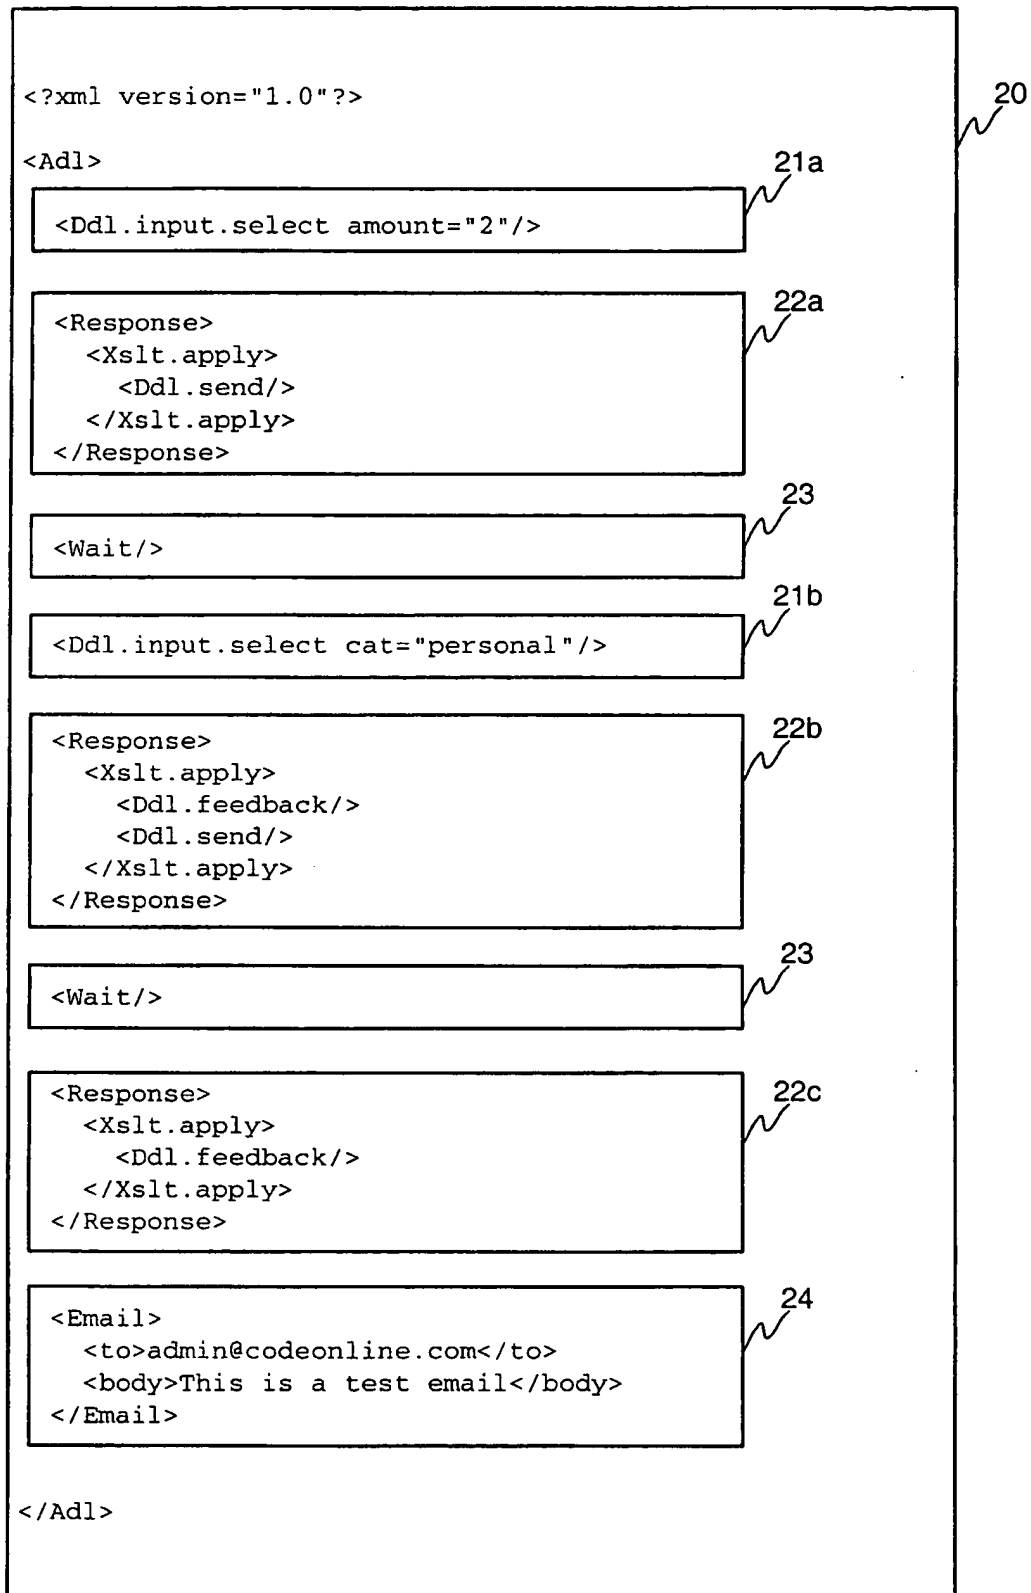 <?xml version="1.0"?>
20
<Adl>
21a
<Ddl.input.select amount="2"/>
22a
<Response>
<Xslt.apply>
<Ddl.send/>
</Xslt.apply>
</Response>
23
<Wait/>
21b
<Ddl.input.select cat="personal"/>
22b
<Response>
<Xslt.apply>
<Ddl.feedback/>
<Ddl.send/>
</Xslt.apply>
</Response>
23
<Wait/>
22c
<Response>
<Xslt.apply>
<Ddl.feedback/>
</Xslt.apply>
</Response>
24
<Email>
<to>admin@codeonline.com</to>
<body>This is a test email</body>
</Email>
</Adl>